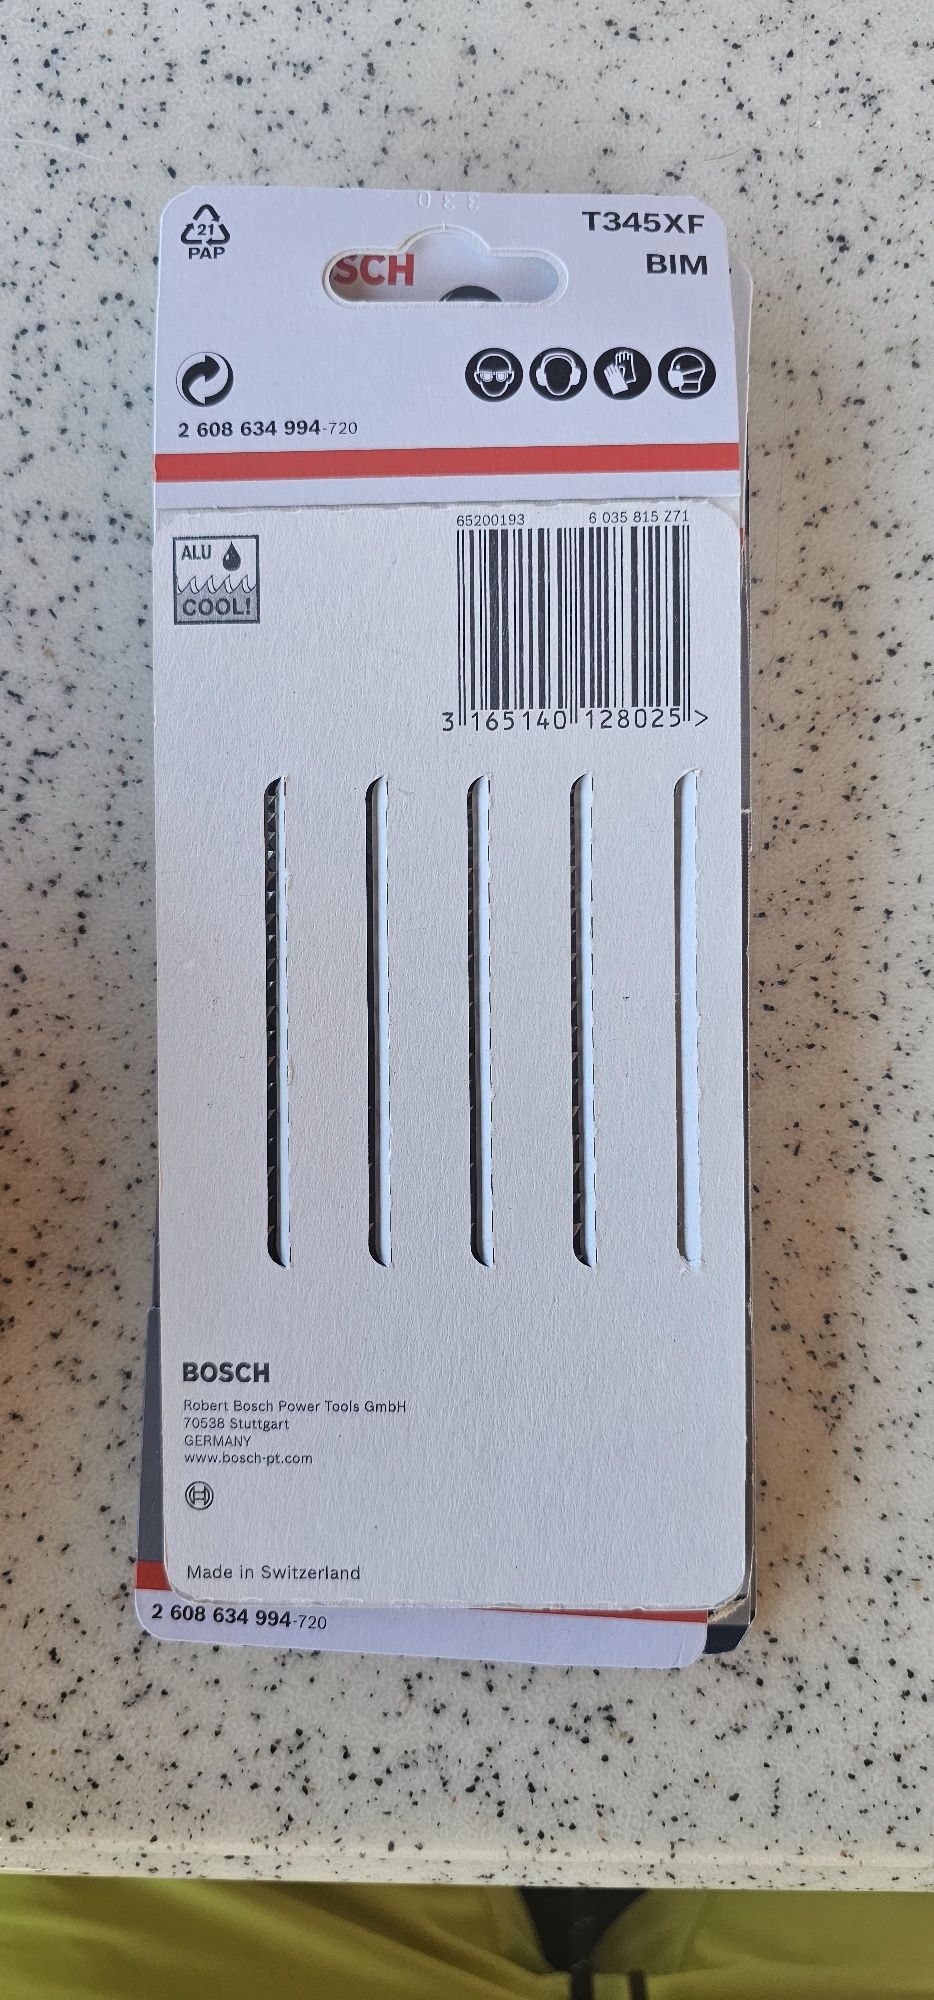 330
21
PAP
T345XF
BIM
SCH
2 608 634 994-720
65200193 6 035 815 Z71
ALU
COOL!
3 165140 128025 >
BOSCH
Robert Bosch Power Tools GmbH
70538 Stuttgart
GERMANY
www.bosch-pt.com
Made in Switzerland
2 608 634 994-720